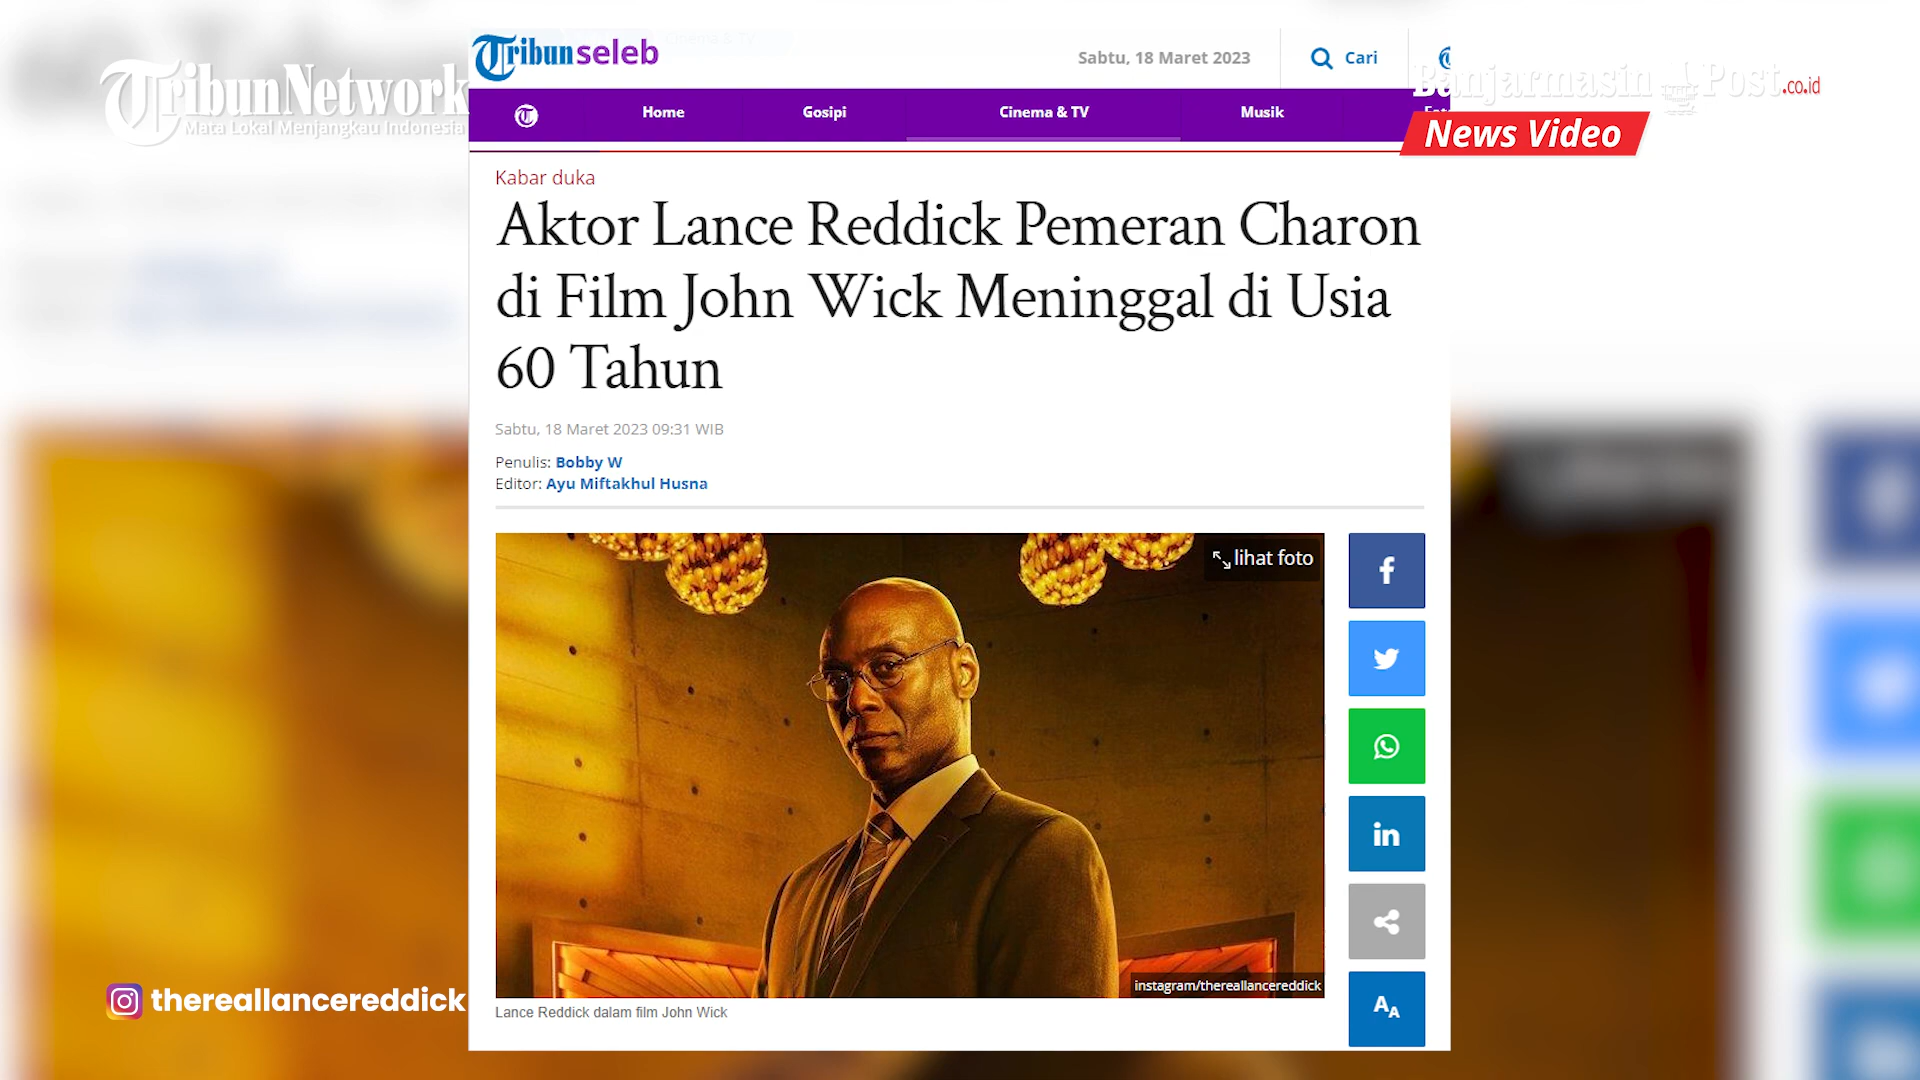 TribunNetwork
Mata Lokal Menjangkau Indonesia
Tribunseleb
Sabtu, 18 Maret 2023
Cari
Banjarmasin Post.co.id
News Video
Home
Gosipi
Cinema & TV
Musik
Kabar duka
Aktor Lance Reddick Pemeran Charon
di Film John Wick Meninggal di Usia
60 Tahun
Sabtu, 18 Maret 2023 09:31 WIB
Penulis: Bobby W
Editor: Ayu Miftakhul Husna
lihat foto
instagram/thereallancereddick
Lance Reddick dalam film John Wick
AA
thereallancereddick